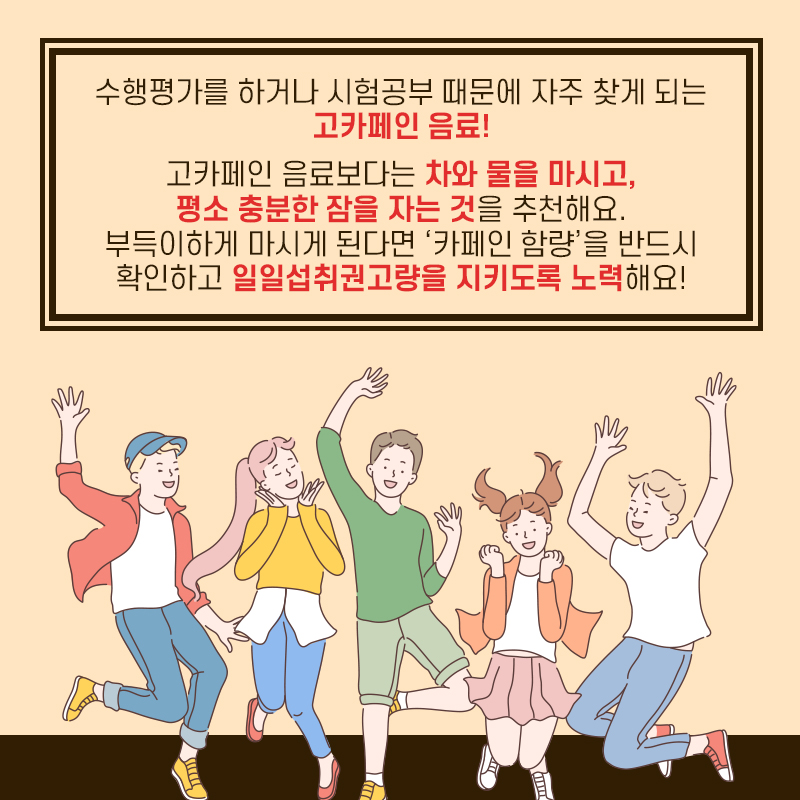 수행평가를 하거나 시험공부 때문에 자주 찾게 되는
고카페인 음료!
고카페인 음료보다는 차와 물을 마시고,
평소 충분한 잠을 자는 것을 추천해요.
부득이하게 마시게 된다면 ‘카페인 함량’을 반드시
확인하고 일일섭취권고량을 지키도록 노력해요!